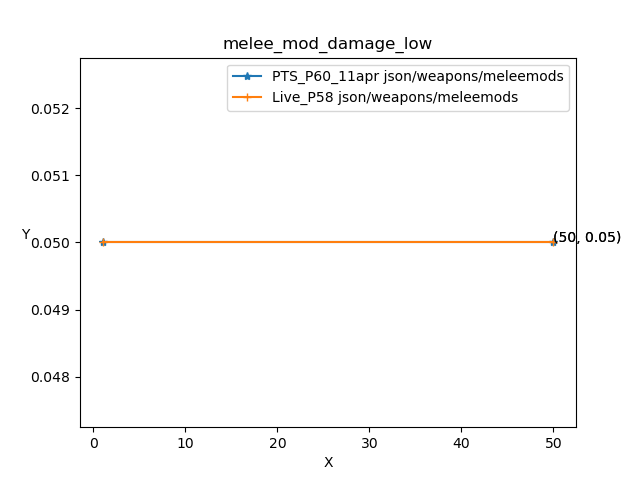 melee_mod_damage_low
PTS_P60_11apr json/weapons/meleemods
Live_P58 json/weapons/meleemods
0.052
0.051
Y
0.050
(50, 0.05)
0.049
0.048
0
10
20
30
40
50
X